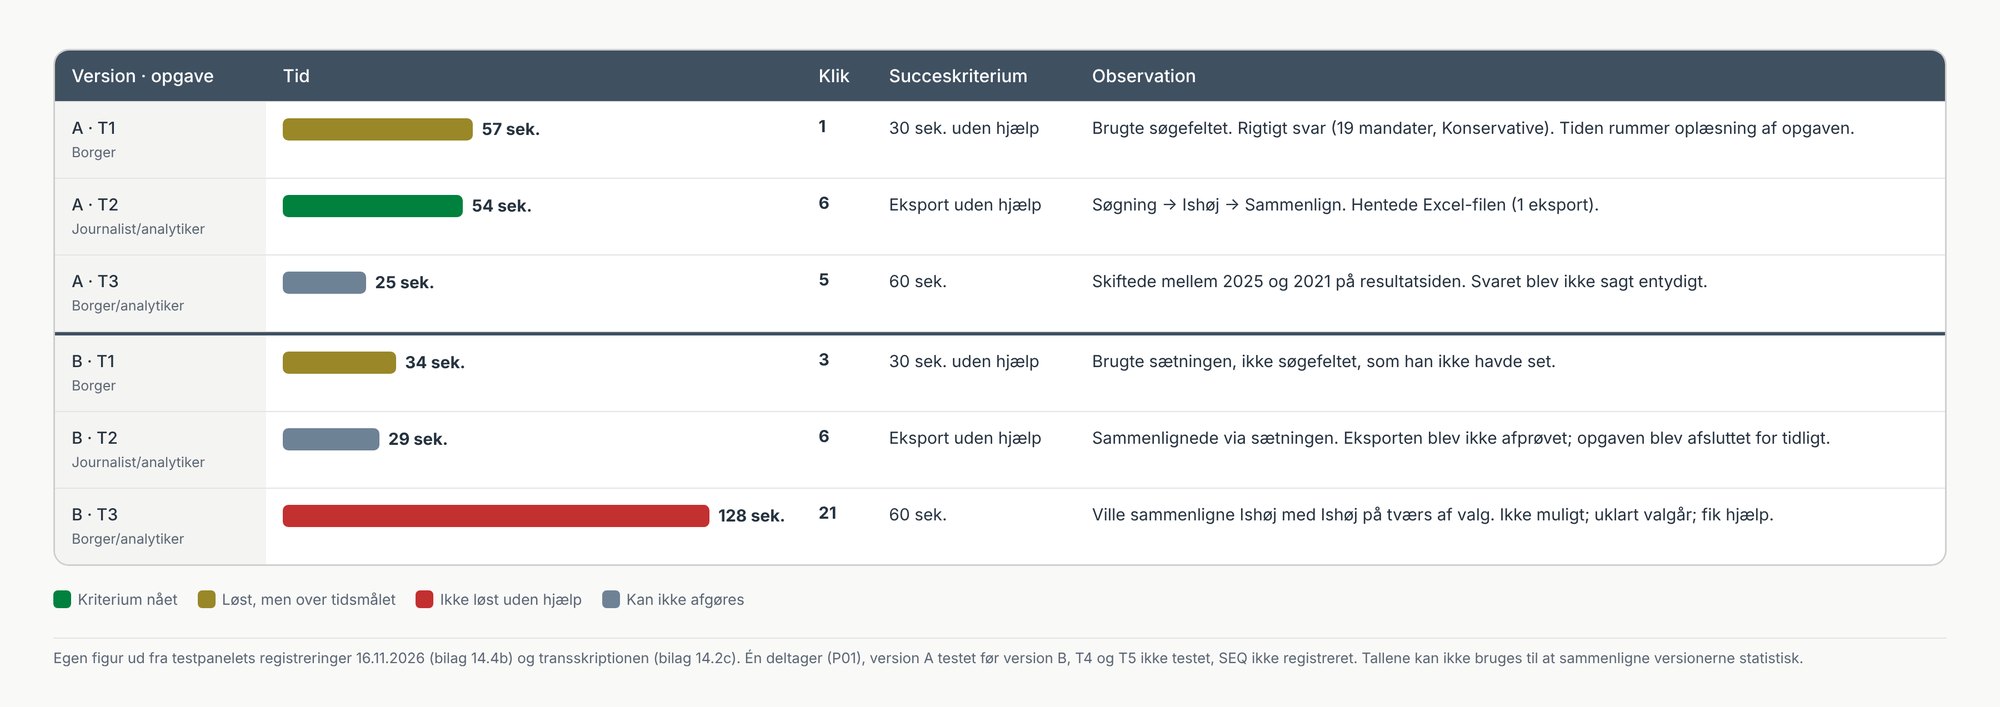 Version · opgave Tid Klik Succeskriterium Observation
A · T1 57 sek. 1 30 sek. uden hjælp Brugte søgefeltet. Rigtigt svar (19 mandater, Konservative). Tiden rummer oplæsning af opgaven.
Borger
A · T2 54 sek. 6 Eksport uden hjælp Søgning → Ishøj → Sammenlign. Hentede Excel-filen (1 eksport).
Journalist/analytiker
A · T3 25 sek. 5 60 sek. Skiftede mellem 2025 og 2021 på resultatsiden. Svaret blev ikke sagt entydigt.
Borger/analytiker
B · T1 34 sek. 3 30 sek. uden hjælp Brugte sætningen, ikke søgefeltet, som han ikke havde set.
Borger
B · T2 29 sek. 6 Eksport uden hjælp Sammenlignede via sætningen. Eksporten blev ikke afprøvet; opgaven blev afsluttet for tidligt.
Journalist/analytiker
B · T3 128 sek. 21 60 sek. Ville sammenligne Ishøj med Ishøj på tværs af valg. Ikke muligt; uklart valgår; fik hjælp.
Borger/analytiker
Kriterium nået Løst, men over tidsmålet Ikke løst uden hjælp Kan ikke afgøres
Egen figur ud fra testpanelets registreringer 16.11.2026 (bilag 14.4b) og transskriptionen (bilag 14.2c). Én deltager (P01), version A testet før version B, T4 og T5 ikke testet, SEQ ikke registreret. Tallene kan ikke bruges til at sammenligne versionerne statistisk.